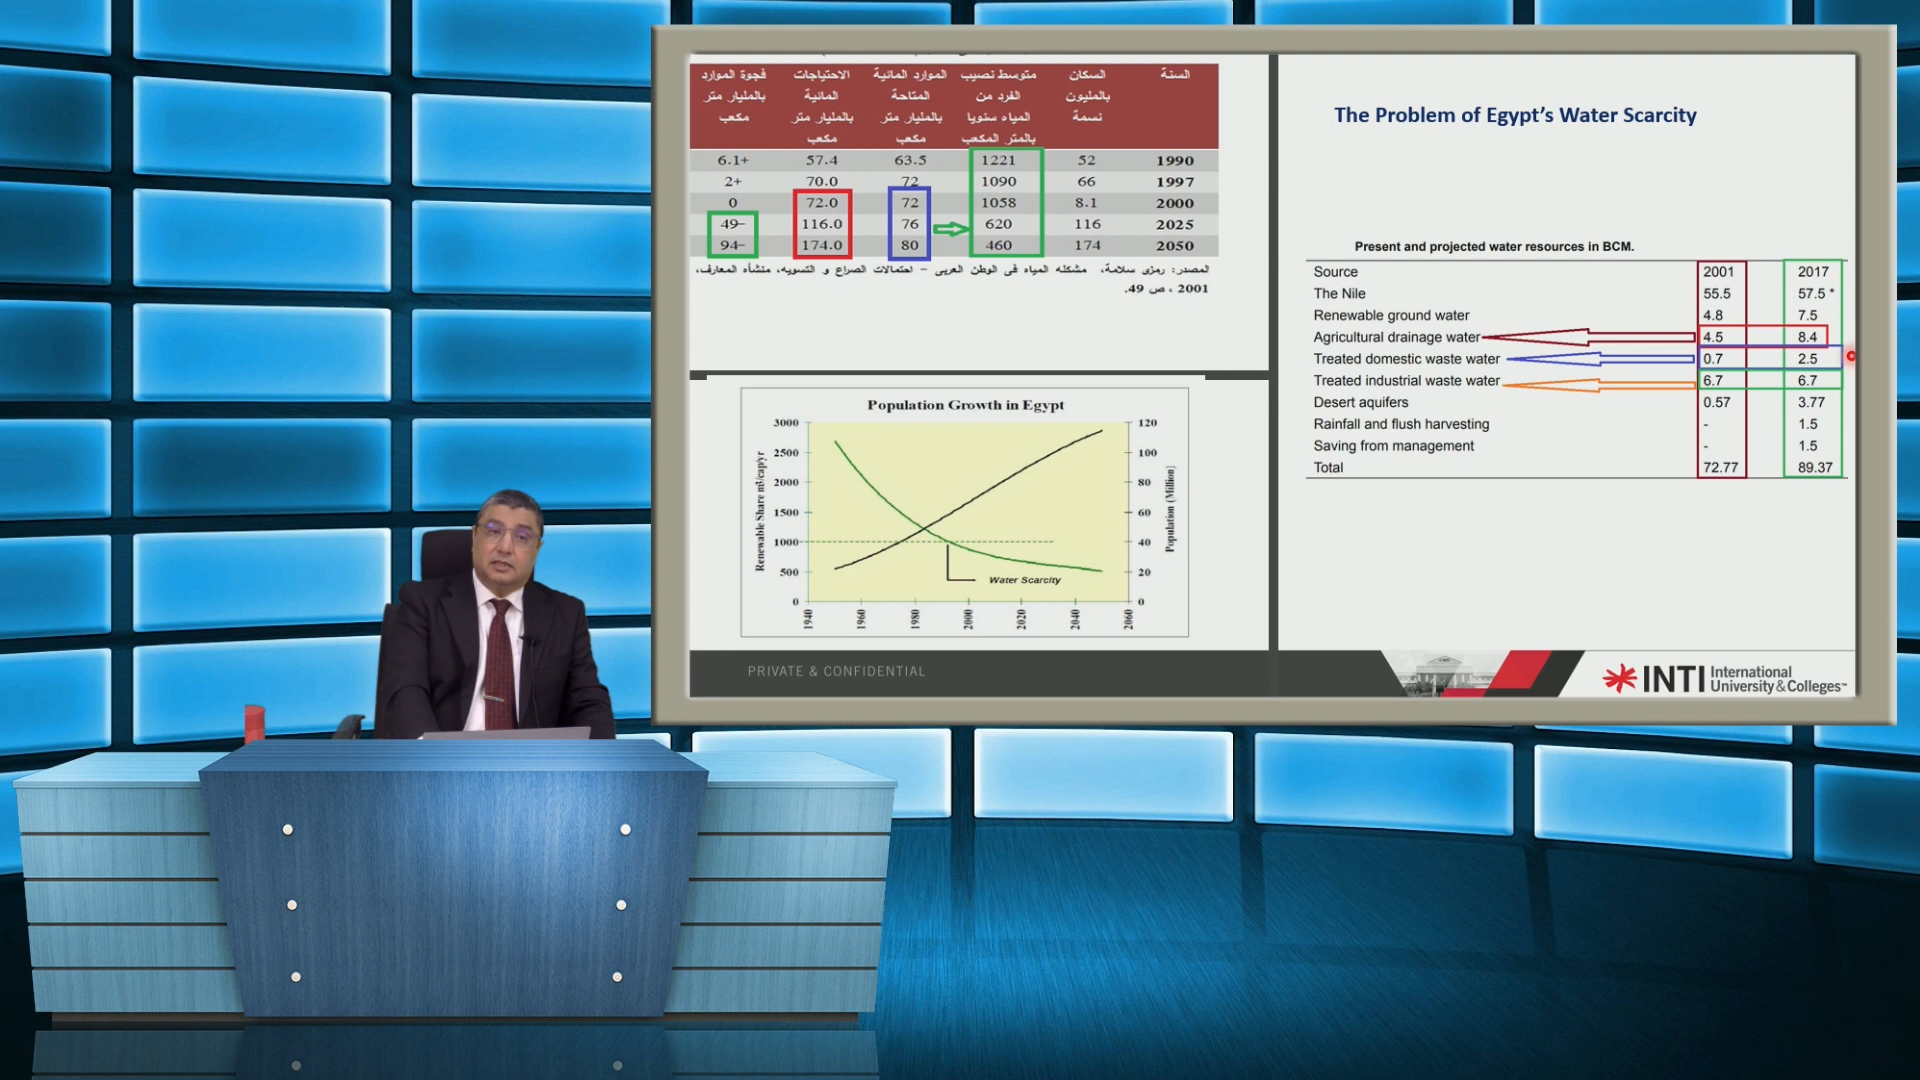 السنة السكان بالمليون نسمة متوسط نصيب الفرد من المياه سنويا بالمتر المكعب الموارد المائية المتاحة بالمليار متر مكعب الاحتياجات المائية بالمليار متر مكعب فجوة الموارد بالمليار متر مكعب
1990 52 1221 63.5 57.4 6.1+
1997 66 1090 72 70.0 2+
2000 8.1 1058 72 72.0 0
2025 116 620 76 116.0 49–
2050 174 460 80 174.0 94–
المصدر: رمزى سلامة، مشكله المياه فى الوطن العربى – احتمالات الصراع و التسويه، منشأه المعارف،
2001 ، ص 49.
Population Growth in Egypt
Renewable Share m³/cap/yr
3000
2500
2000
1500
1000
500
0
Population (Million)
120
100
80
60
40
20
0
Water Scarcity
1940 1960 1980 2000 2020 2040 2060
The Problem of Egypt’s Water Scarcity
Present and projected water resources in BCM.
Source 2001 2017
The Nile 55.5 57.5 *
Renewable ground water 4.8 7.5
Agricultural drainage water 4.5 8.4
Treated domestic waste water 0.7 2.5
Treated industrial waste water 6.7 6.7
Desert aquifers 0.57 3.77
Rainfall and flush harvesting - 1.5
Saving from management - 1.5
Total 72.77 89.37
PRIVATE & CONFIDENTIAL
INTI International
University & Colleges™